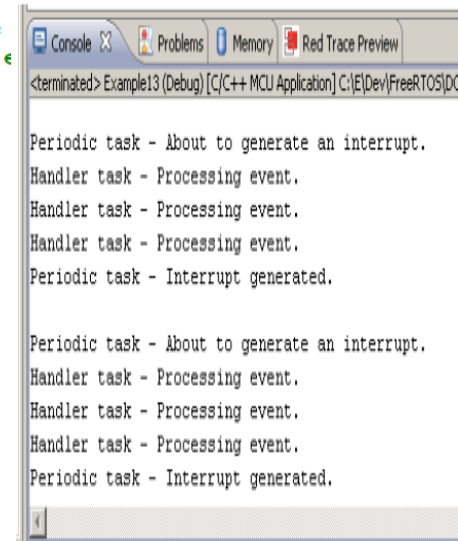 Console Problems Memory Red Trace Preview
<terminated> Example13 (Debug) [C/C++ MCU Application] C:\E\Dev\FreeRTOS\DO
Periodic task - About to generate an interrupt.
Handler task - Processing event.
Handler task - Processing event.
Handler task - Processing event.
Periodic task - Interrupt generated.
Periodic task - About to generate an interrupt.
Handler task - Processing event.
Handler task - Processing event.
Handler task - Processing event.
Periodic task - Interrupt generated.